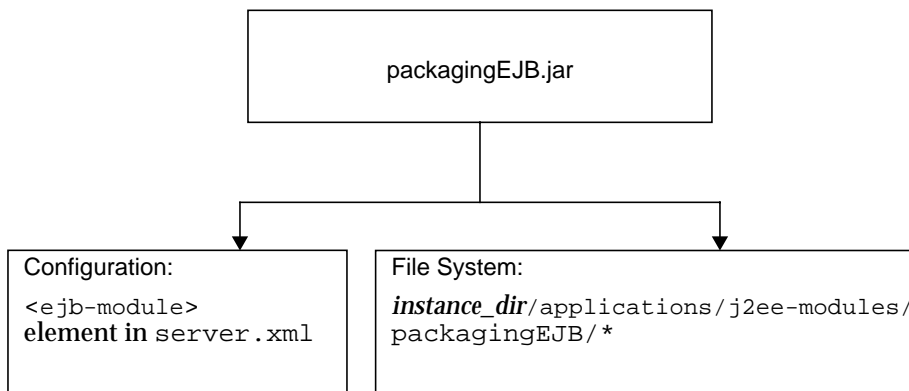 packagingEJB.jar
Configuration:
<ejb-module>
element in server.xml
File System:
instance_dir/applications/j2ee-modules/
packagingEJB/*